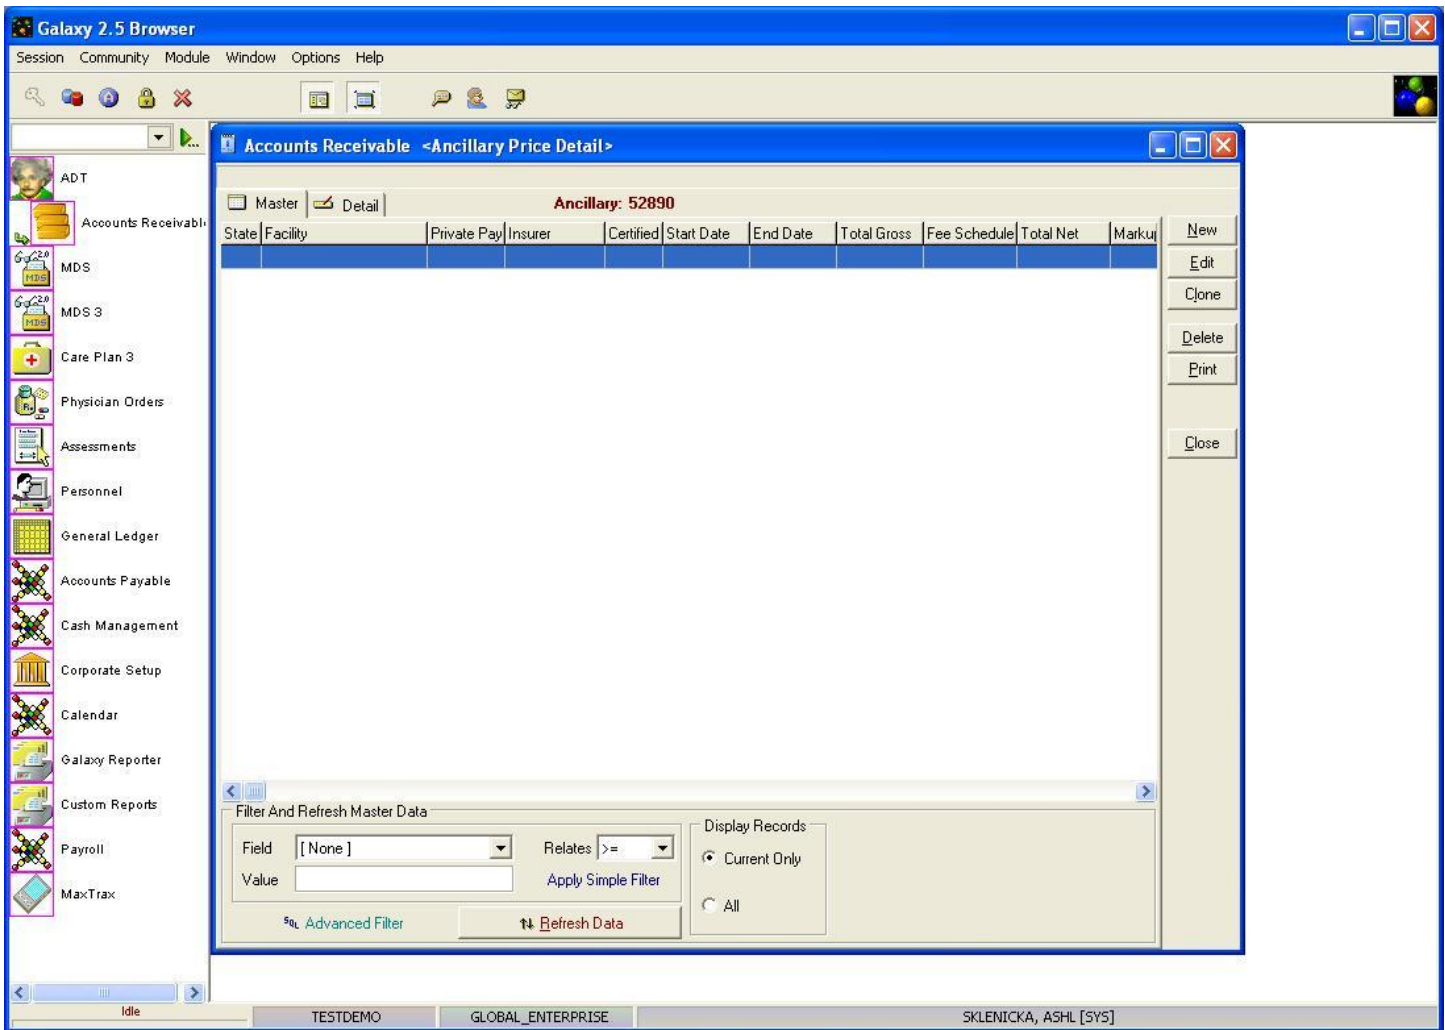 Galaxy 2.5 Browser
Session Community Module Window Options Help
Accounts Receivable <Ancillary Price Detail>
ADT
Accounts Receivabl
MDS
MDS 3
Care Plan 3
Physician Orders
Assessments
Personnel
General Ledger
Accounts Payable
Cash Management
Corporate Setup
Calendar
Galaxy Reporter
Custom Reports
Payroll
MaxTrax
Master Detail Ancillary: 52890
State Facility Private Pay Insurer Certified Start Date End Date Total Gross Fee Schedule Total Net Markup
New
Edit
Clone
Delete
Print
Close
Filter And Refresh Master Data
Field [ None ] Relates >=
Value Apply Simple Filter
SQL Advanced Filter Refresh Data
Display Records
Current Only
All
Idle TESTDEMO GLOBAL_ENTERPRISE SKLENICKA, ASHL [SYS]